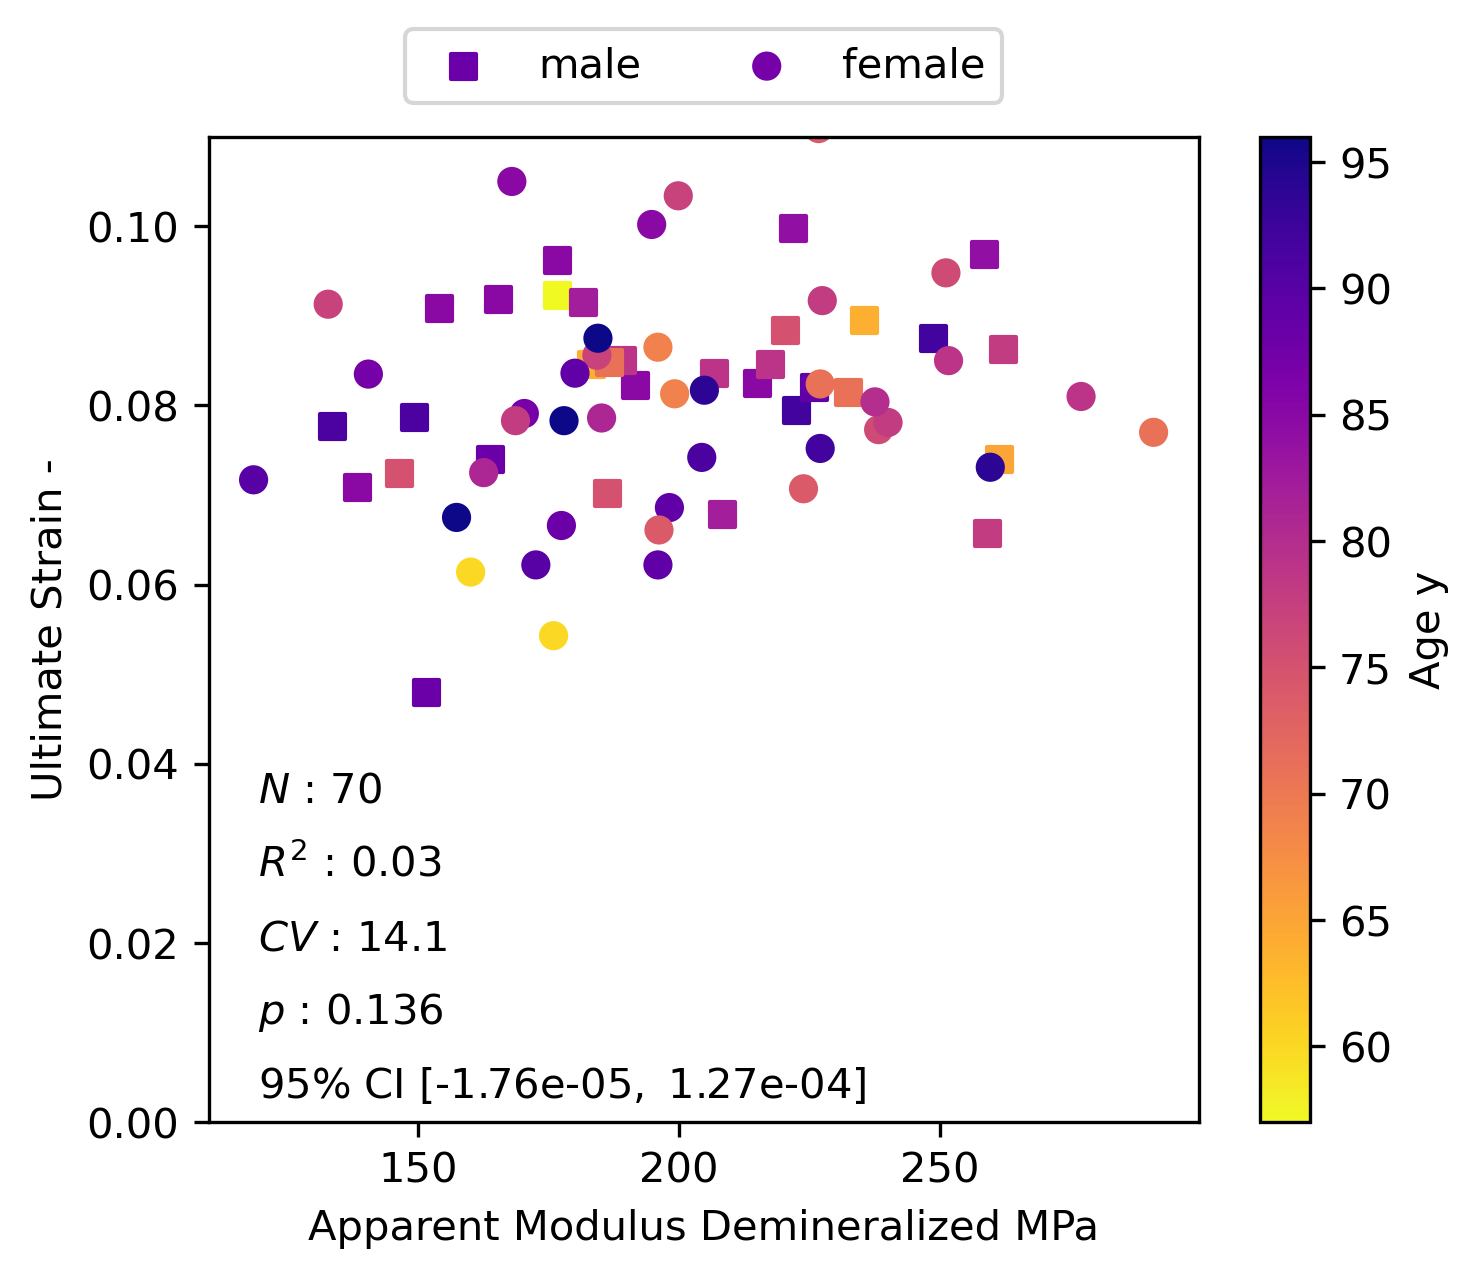 male female
0.10
0.08
0.06
0.04
0.02
0.00
Ultimate Strain -
N : 70
R² : 0.03
CV : 14.1
p : 0.136
95% CI [-1.76e-05, 1.27e-04]
150 200 250
Apparent Modulus Demineralized MPa
95
90
85
80
75
70
65
60
Age y